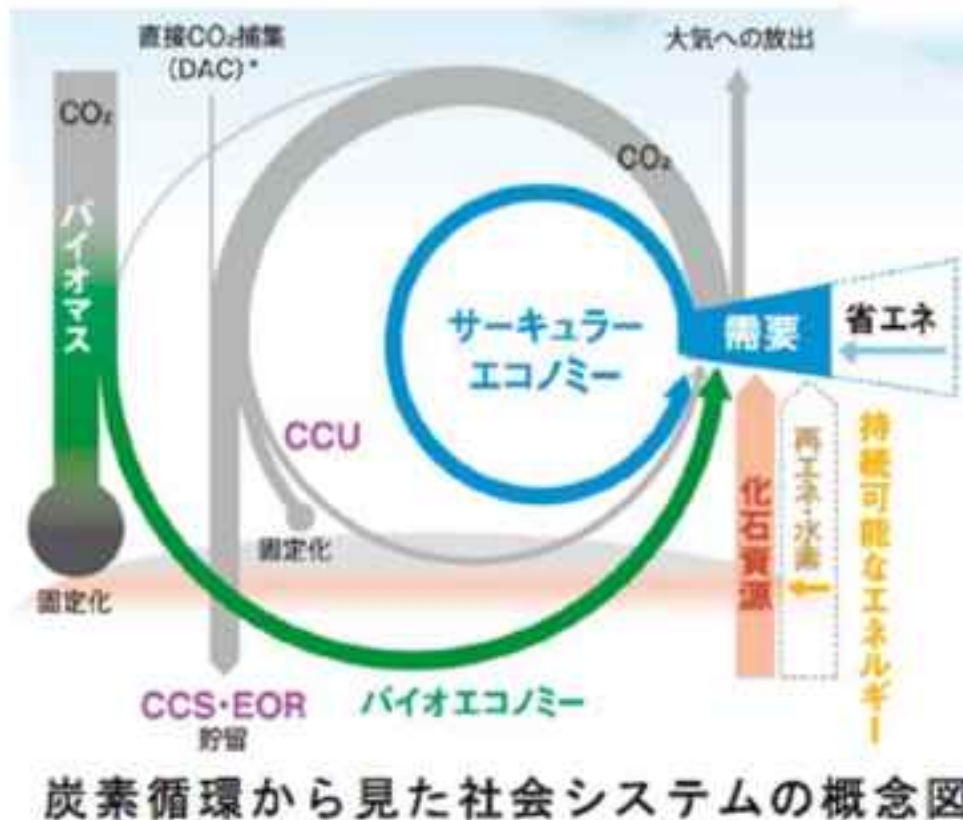 直接CO₂捕集
(DAC)*
大気への放出
CO₂
CO₂
バイオマス
サーキュラー
エコノミー
需要
省エネ
CCU
固定化
固定化
化石資源
再エネ・水素
持続可能なエネルギー
CCS・EOR
貯留
バイオエコノミー
炭素循環から見た社会システムの概念図